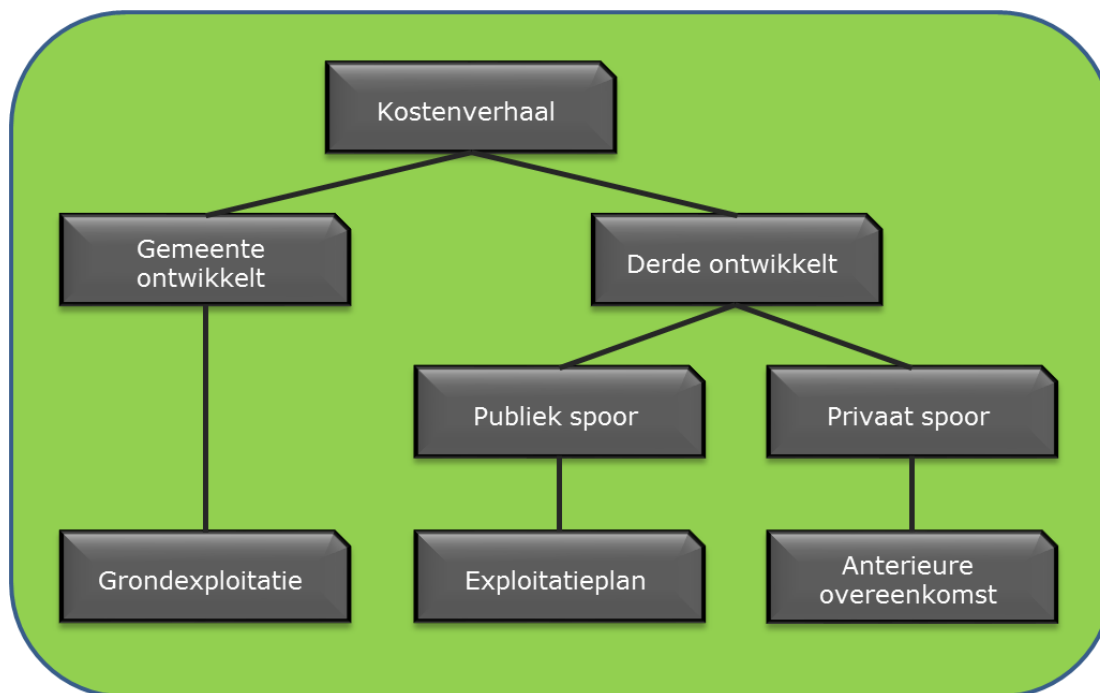 Kostenverhaal
Gemeente
ontwikkelt
Derde ontwikkelt
Publiek spoor
Privaat spoor
Grondexploitatie
Exploitatieplan
Anterieure
overeenkomst